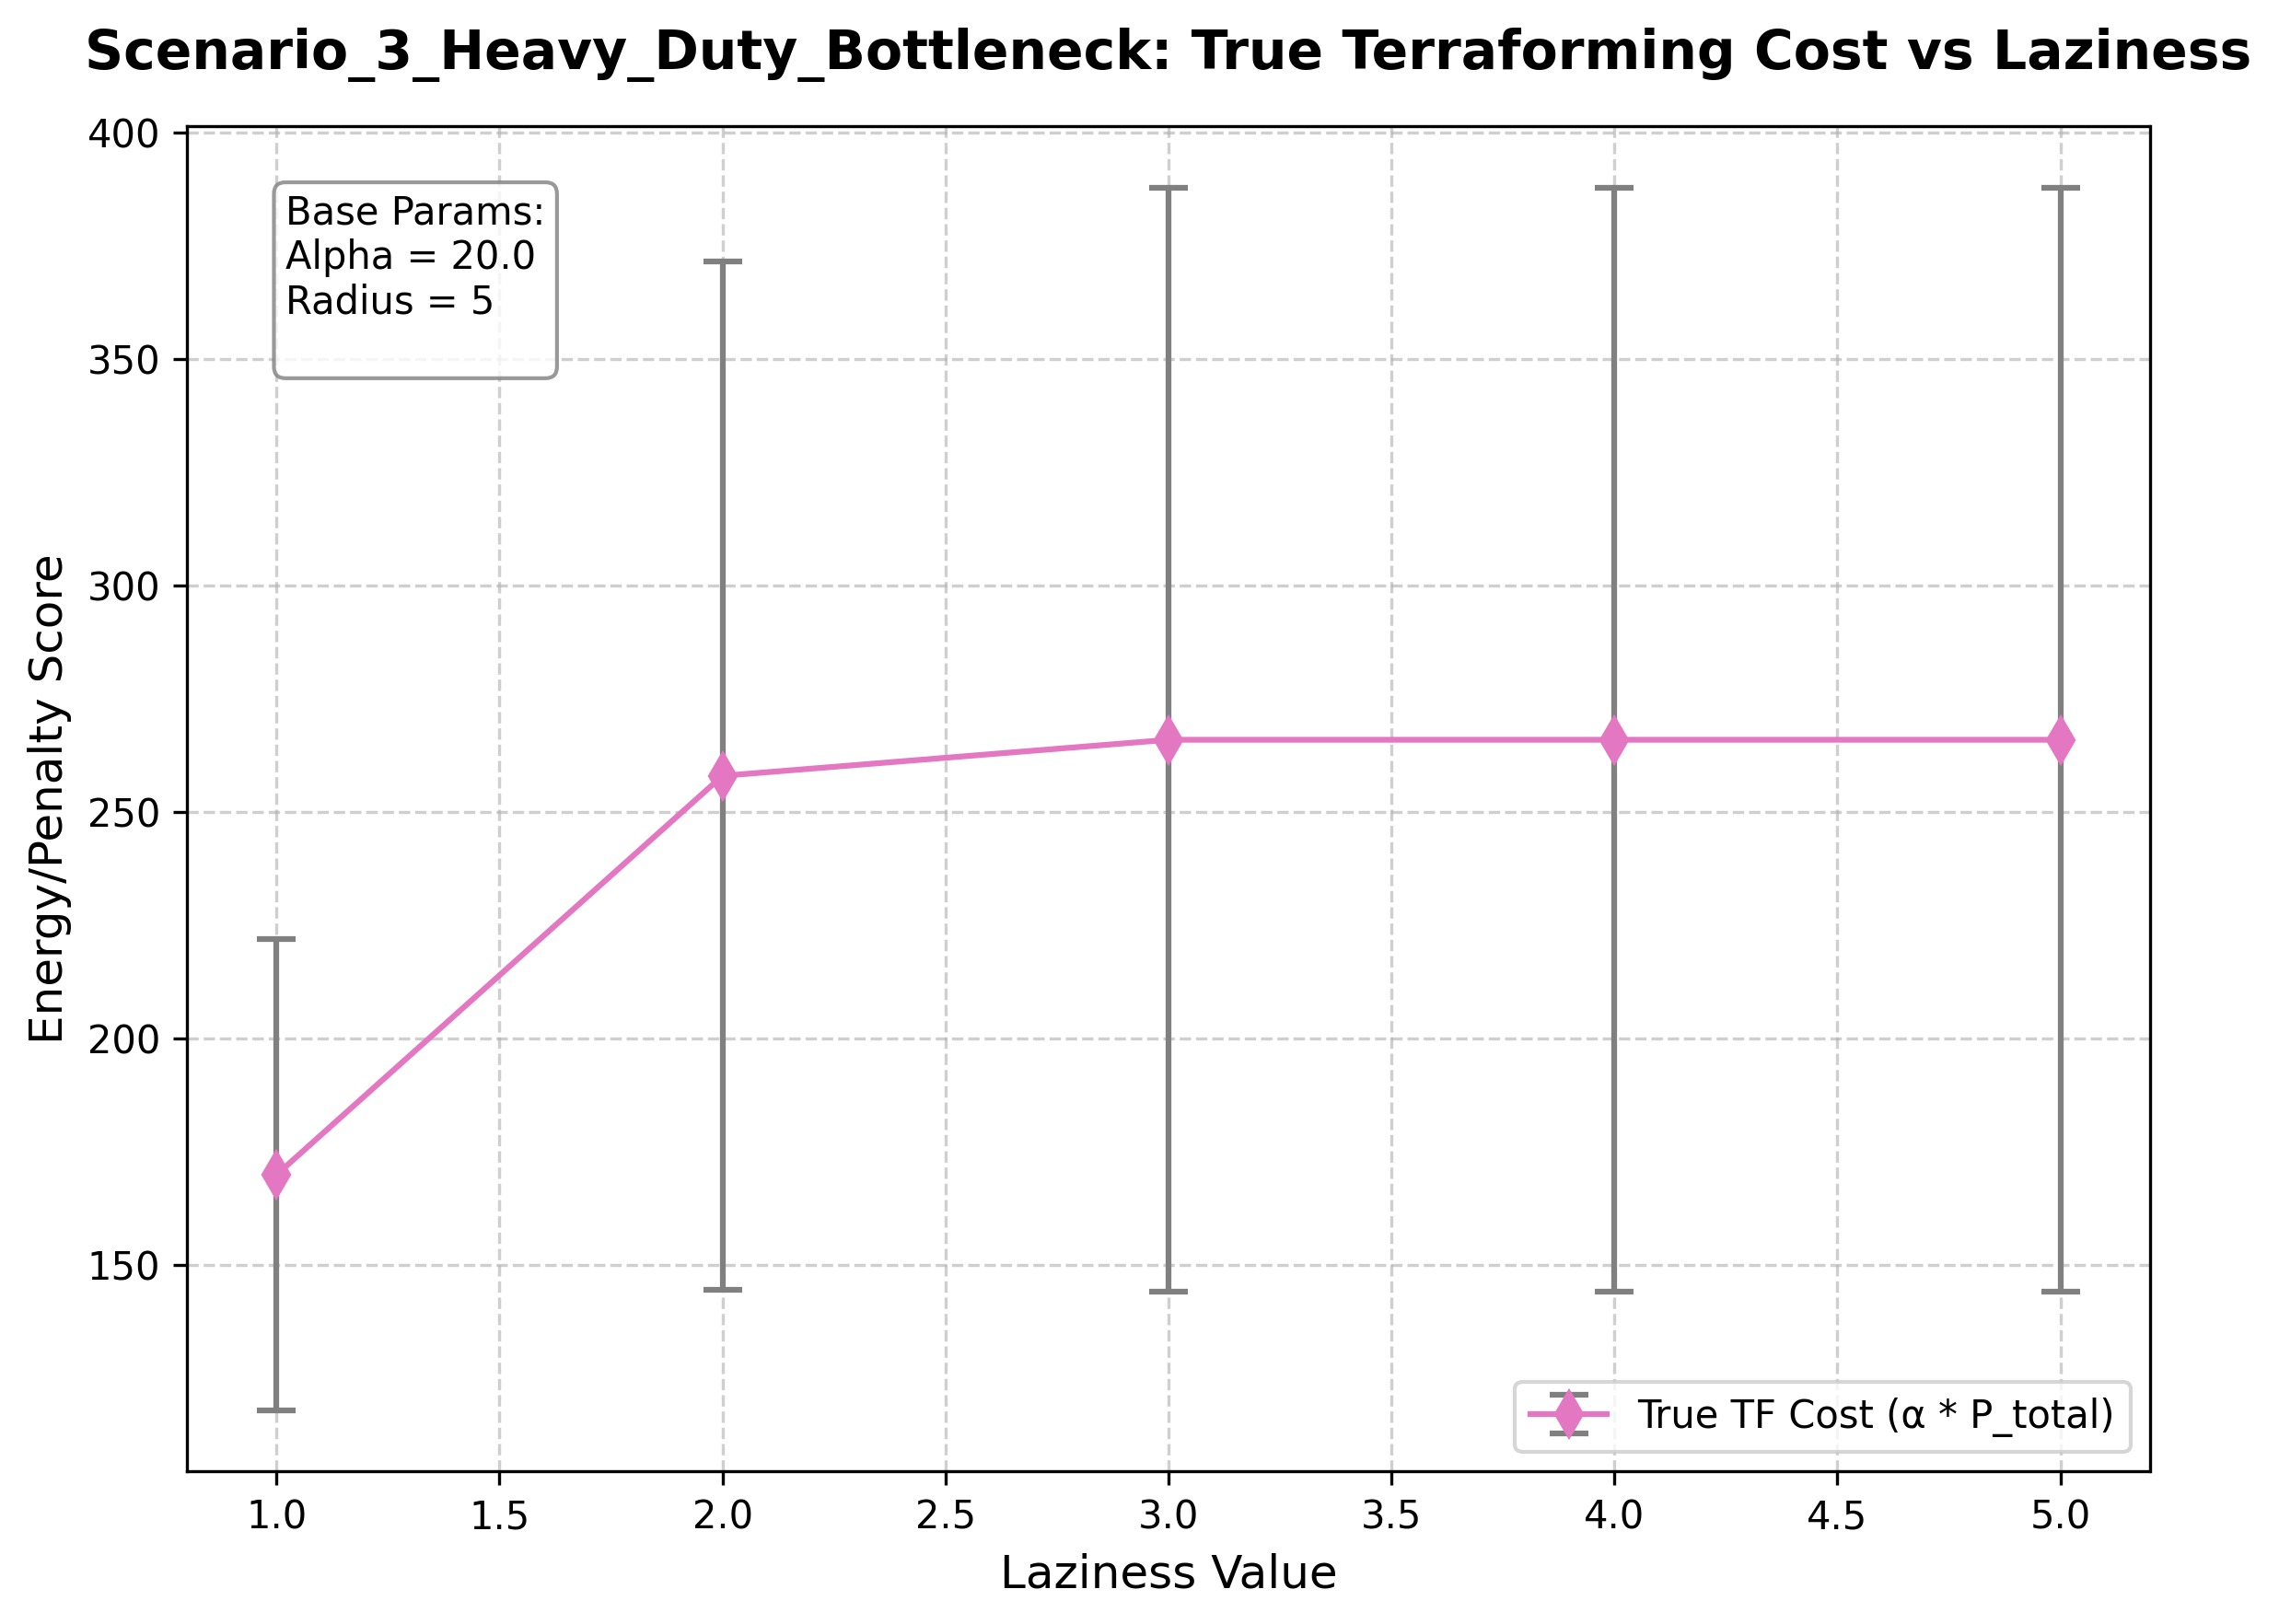 Scenario_3_Heavy_Duty_Bottleneck: True Terraforming Cost vs Laziness
Energy/Penalty Score
400
350
300
250
200
150
Base Params:
Alpha = 20.0
Radius = 5
True TF Cost (α * P_total)
1.0 1.5 2.0 2.5 3.0 3.5 4.0 4.5 5.0
Laziness Value